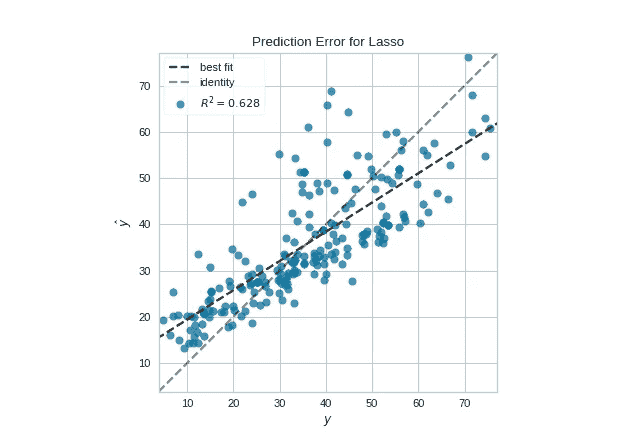 Prediction Error for Lasso
best fit
identity
R² = 0.628
70
60
50
40
30
20
10
ŷ
10 20 30 40 50 60 70
y